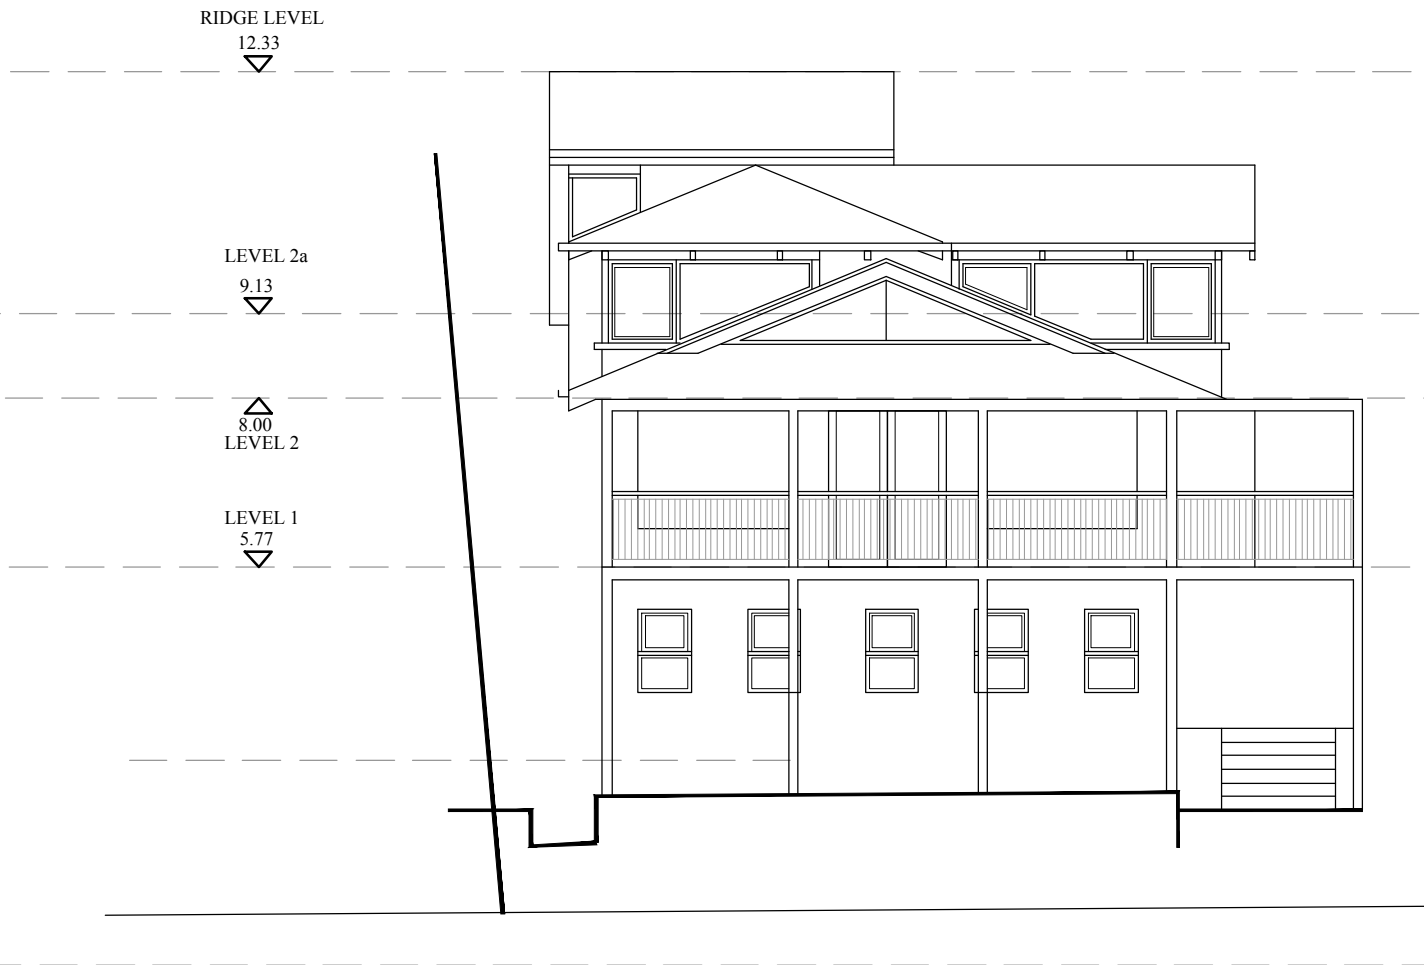 RIDGE LEVEL
12.33
LEVEL 2a
9.13
8.00
LEVEL 2
LEVEL 1
5.77